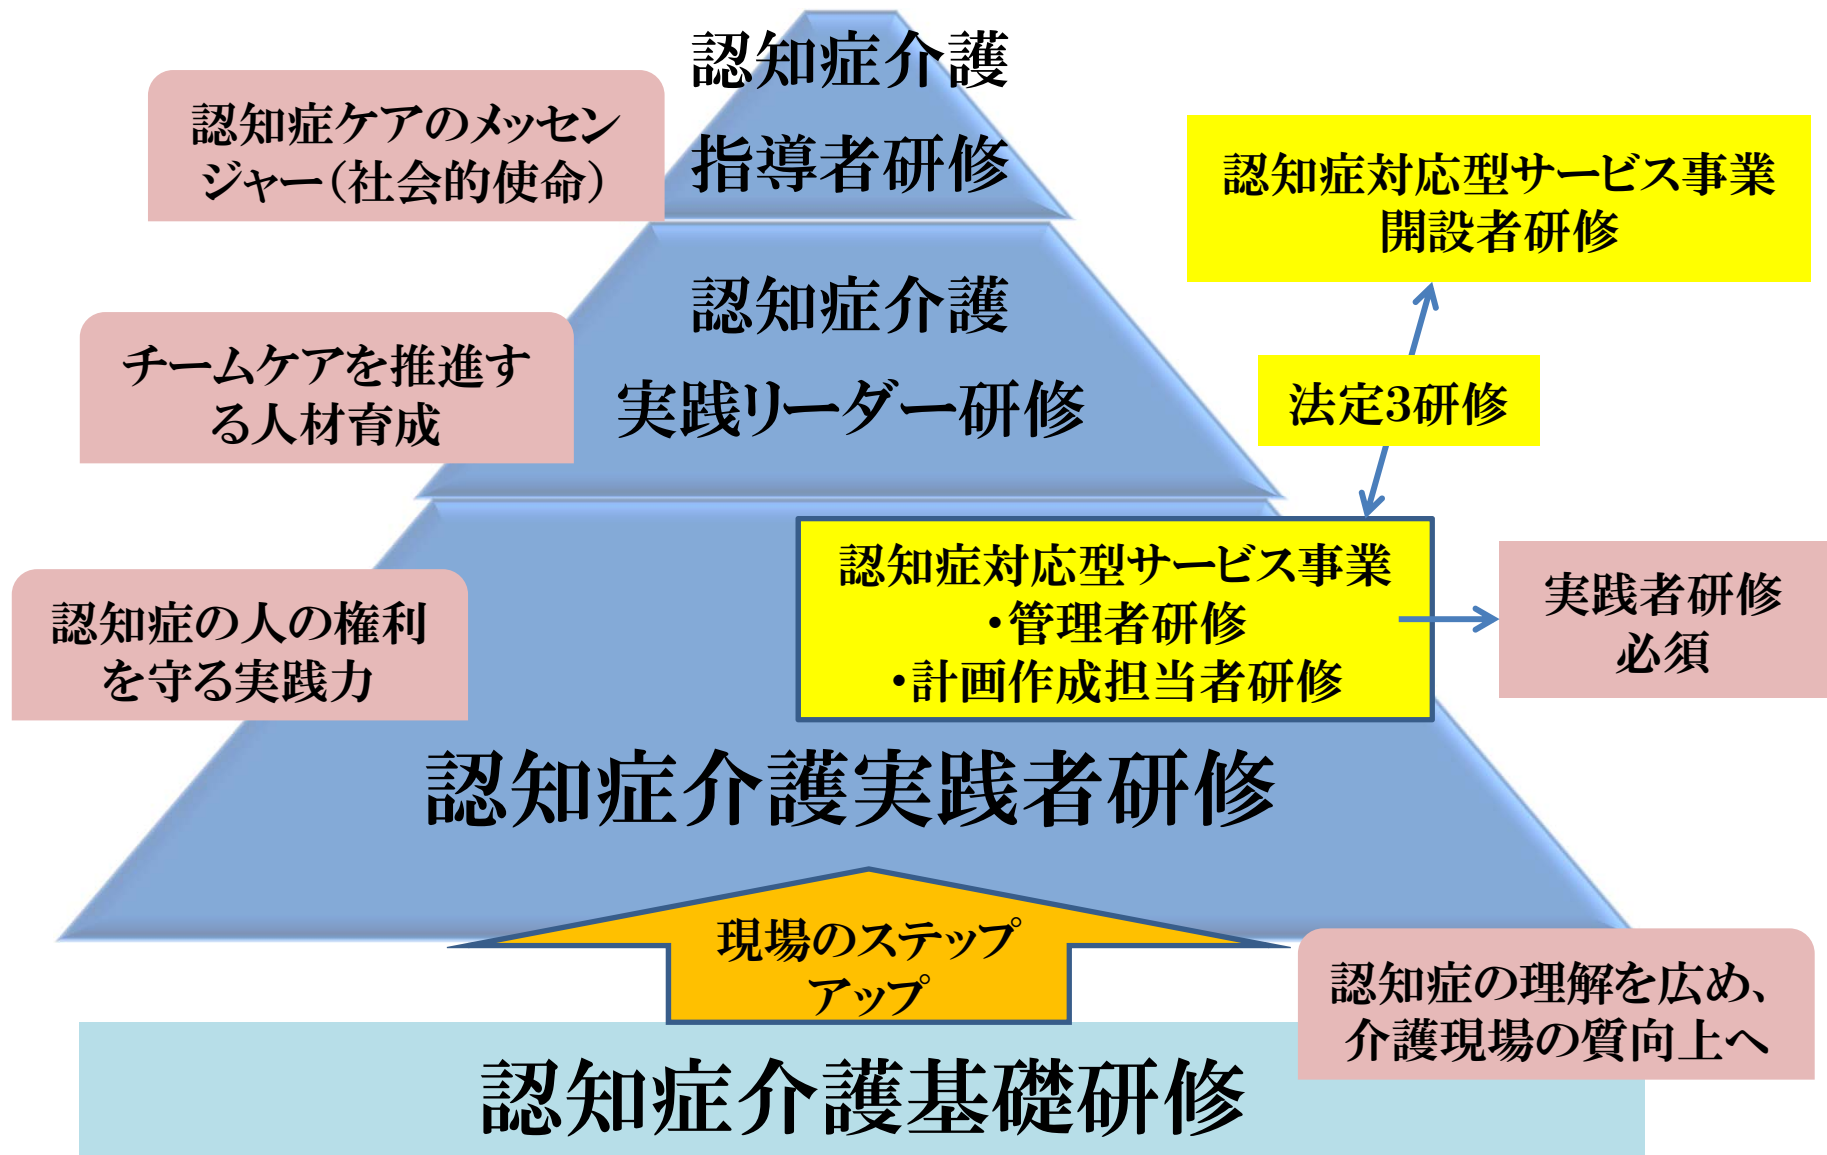 認知症介護
指導者研修
認知症ケアのメッセン
ジャー（社会的使命）
認知症対応型サービス事業
開設者研修
認知症介護
実践リーダー研修
チームケアを推進す
る人材育成
法定3研修
認知症対応型サービス事業
・管理者研修
・計画作成担当者研修
実践者研修
必須
認知症の人の権利
を守る実践力
認知症介護実践者研修
現場のステップ
アップ
認知症の理解を広め、
介護現場の質向上へ
認知症介護基礎研修